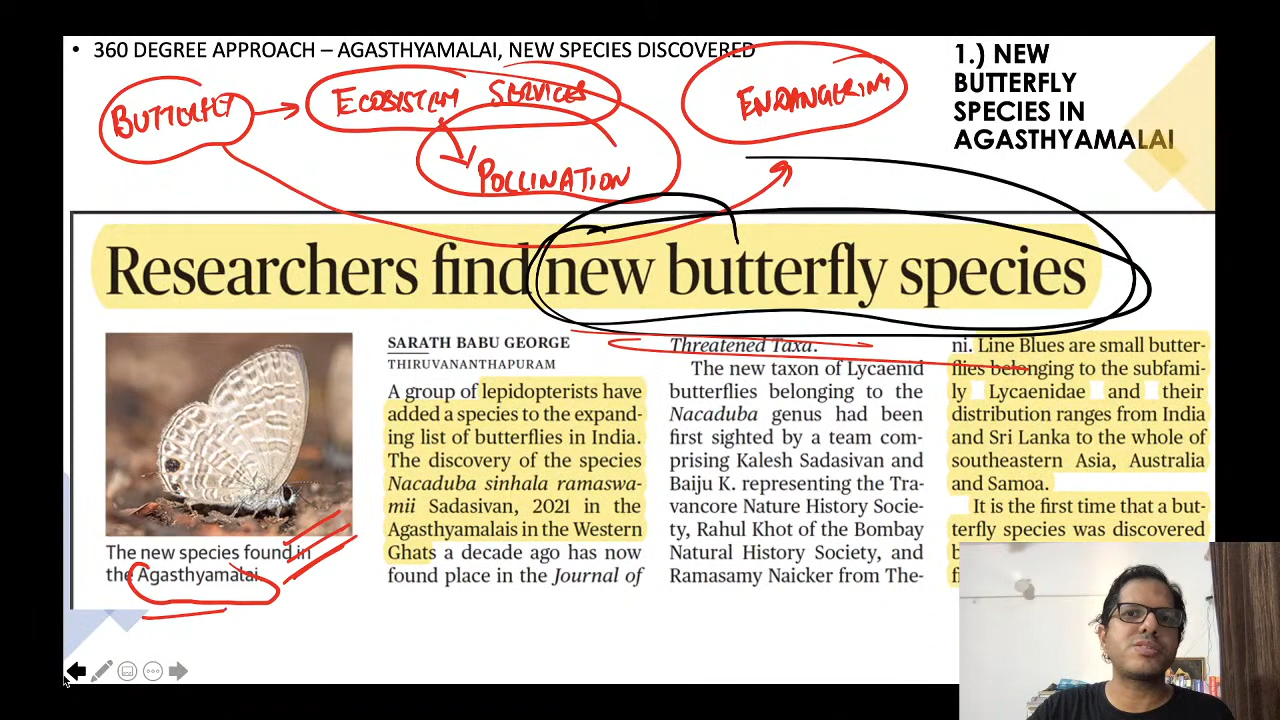 • 360 DEGREE APPROACH – AGASTHYAMALAI, NEW SPECIES DISCOVERED
1.) NEW
BUTTERFLY
SPECIES IN
AGASTHYAMALAI
BUTTERFLY
ECOSYSTEM SERVICES
POLLINATION
ENDANGERING
Researchers find new butterfly species
The new species found in
the Agasthyamalai.
SARATH BABU GEORGE
THIRUVANANTHAPURAM
A group of lepidopterists have
added a species to the expand-
ing list of butterflies in India.
The discovery of the species
Nacaduba sinhala ramaswa-
mii Sadasivan, 2021 in the
Agasthyamalais in the Western
Ghats a decade ago has now
found place in the Journal of
Threatened Taxa.
The new taxon of Lycaenid
butterflies belonging to the
Nacaduba genus had been
first sighted by a team com-
prising Kalesh Sadasivan and
Baiju K. representing the Tra-
vancore Nature History Socie-
ty, Rahul Khot of the Bombay
Natural History Society, and
Ramasamy Naicker from The-
ni. Line Blues are small butter-
flies belonging to the subfami-
ly Lycaenidae and their
distribution ranges from India
and Sri Lanka to the whole of
southeastern Asia, Australia
and Samoa.
It is the first time that a but-
terfly species was discovered